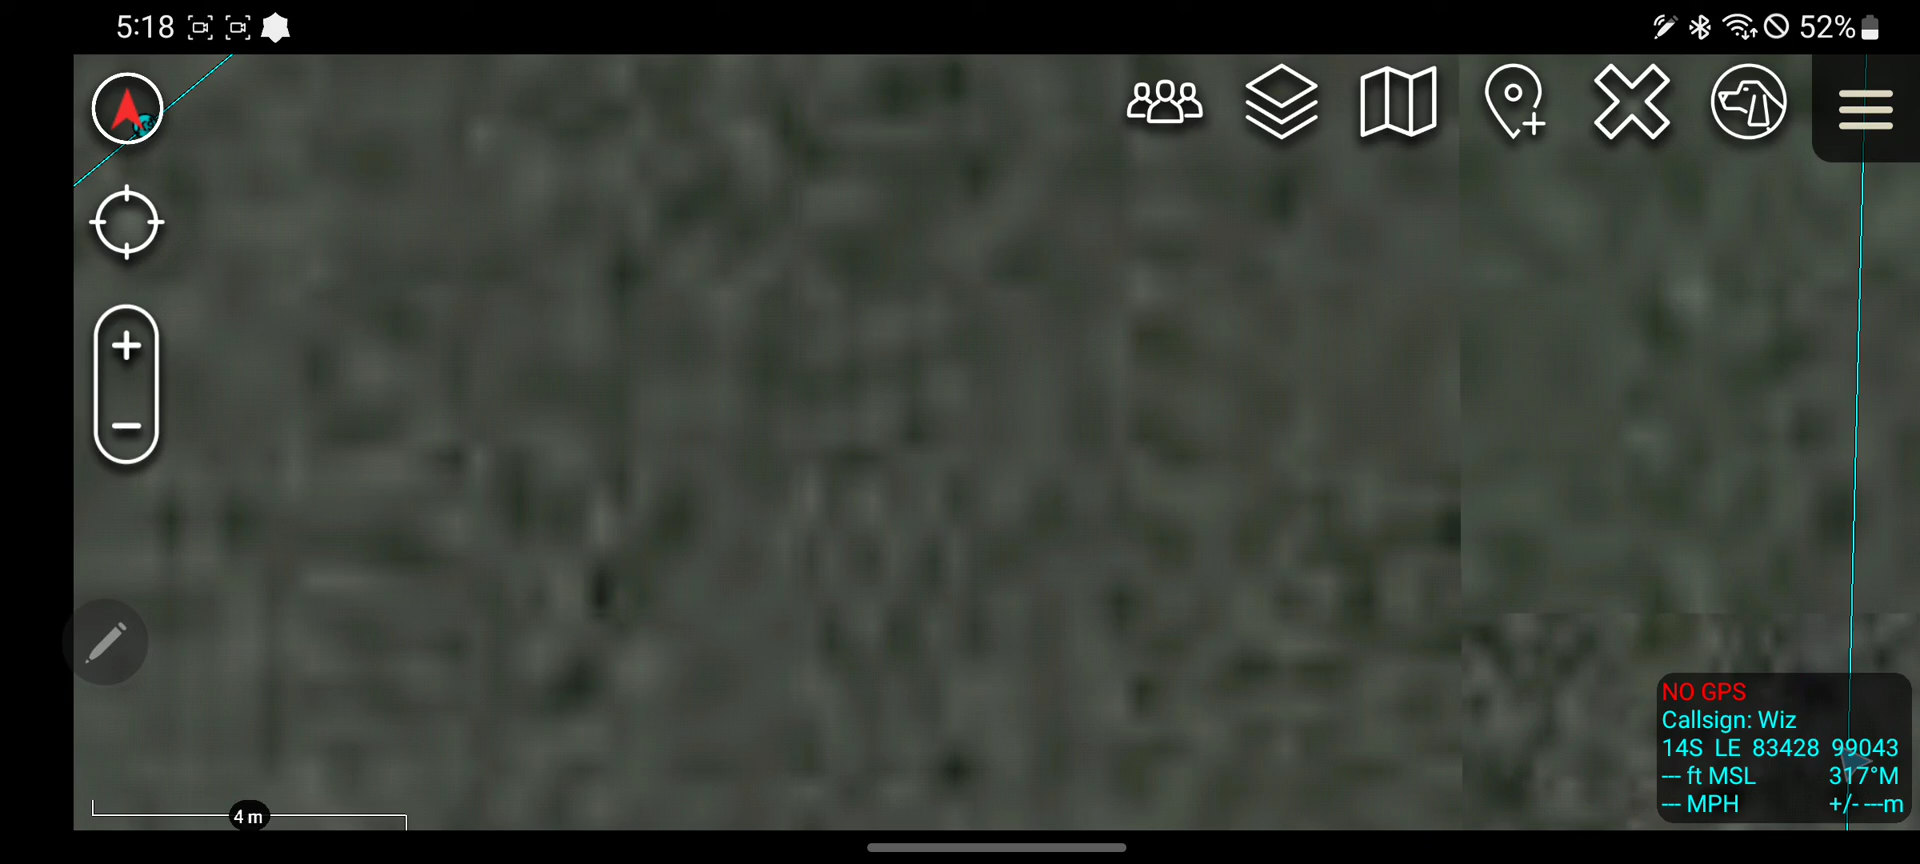 5:18
52%
NO GPS
Callsign: Wiz
14S LE 83428 99043
--- ft MSL 317°M
--- MPH +/- ---m
4 m